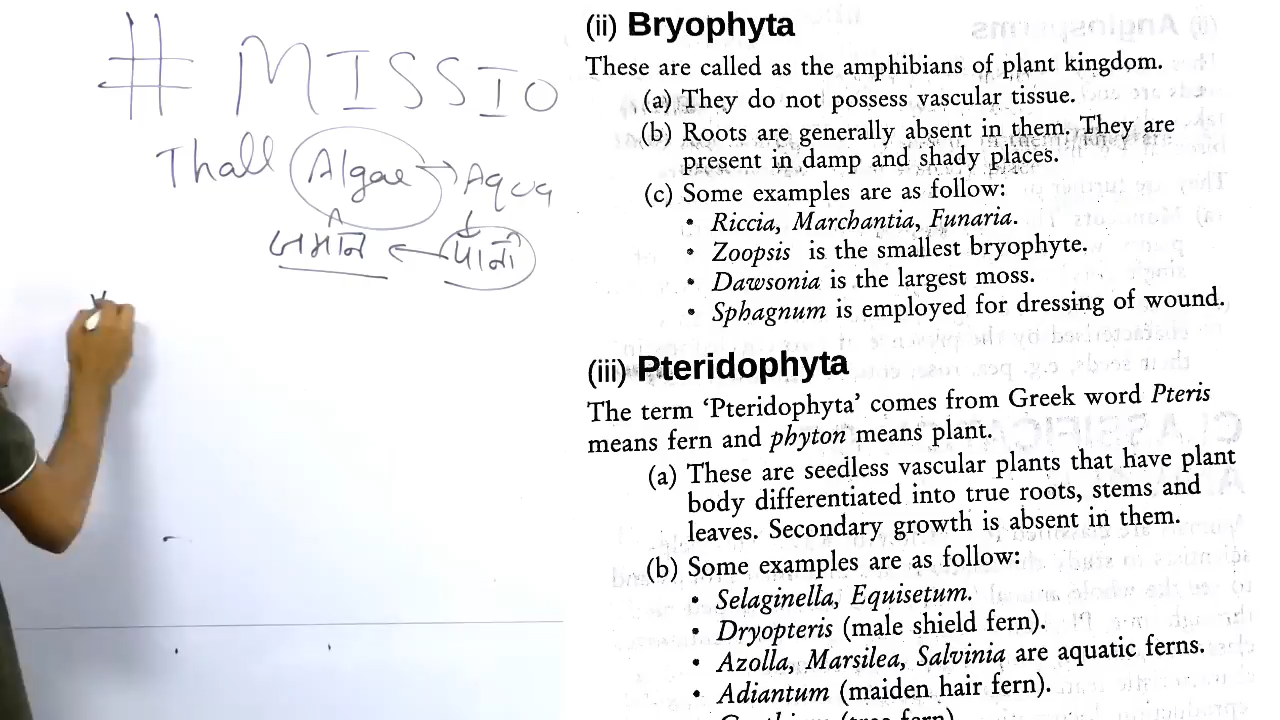 # MISSIO
Thall Algae → Aqua
जमीन ← पानी
(ii) Bryophyta
These are called as the amphibians of plant kingdom.
(a) They do not possess vascular tissue.
(b) Roots are generally absent in them. They are
present in damp and shady places.
(c) Some examples are as follow:
• Riccia, Marchantia, Funaria.
• Zoopsis is the smallest bryophyte.
• Dawsonia is the largest moss.
• Sphagnum is employed for dressing of wound.
(iii) Pteridophyta
The term ‘Pteridophyta’ comes from Greek word Pteris
means fern and phyton means plant.
(a) These are seedless vascular plants that have plant
body differentiated into true roots, stems and
leaves. Secondary growth is absent in them.
(b) Some examples are as follow:
• Selaginella, Equisetum.
• Dryopteris (male shield fern).
• Azolla, Marsilea, Salvinia are aquatic ferns.
• Adiantum (maiden hair fern).